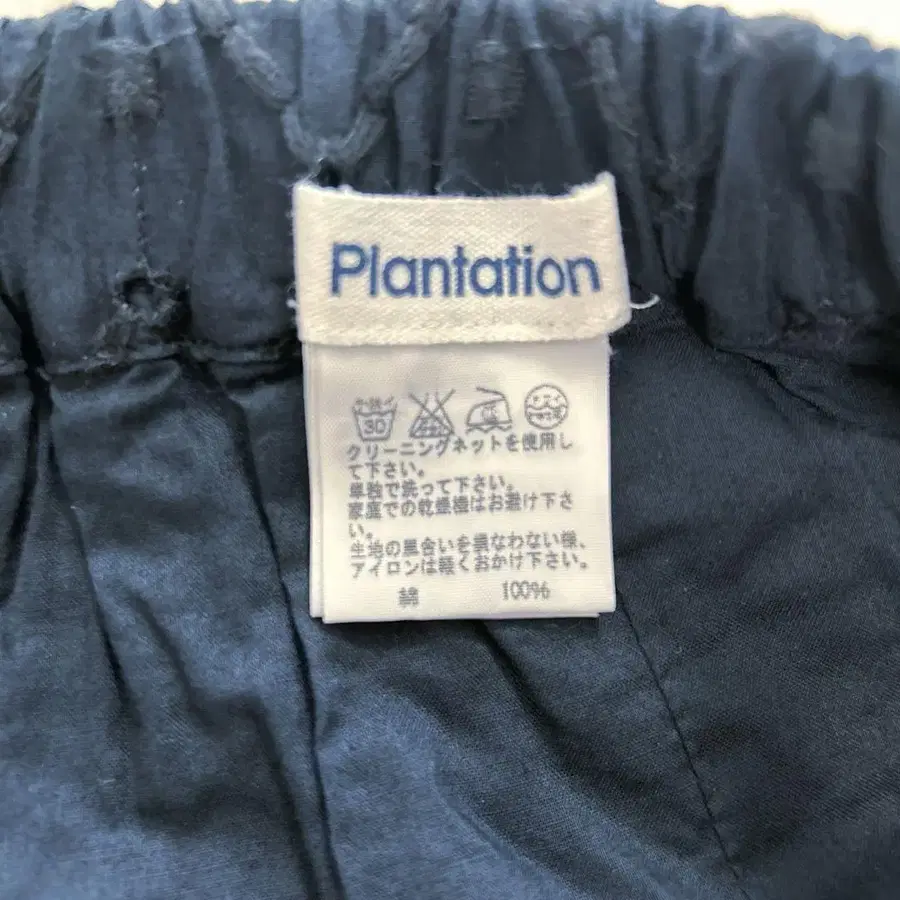 Plantation
30
クリーニングネットを使用し
て下さい。
単独で洗って下さい。
家庭での乾燥機はお避け下さ
い。
生地の風合いを損なわない様、
アイロンは軽くおかけ下さい。
綿 100%